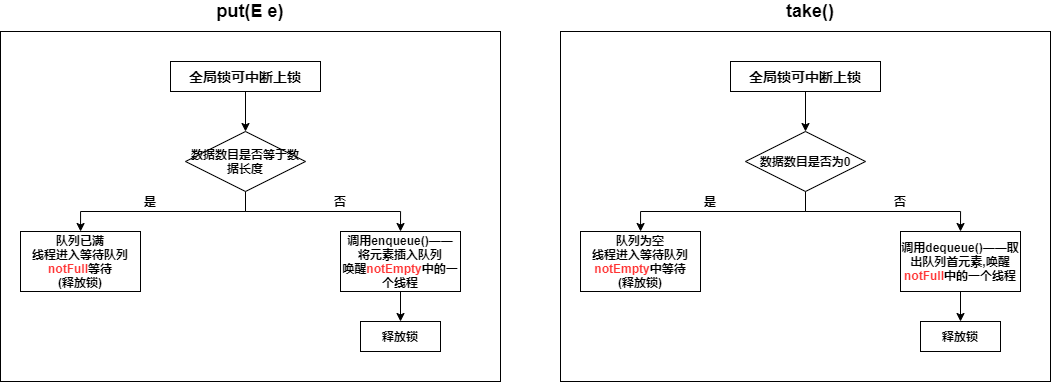 put(E e)
全局锁可中断上锁
数据数目是否等于数
据长度
是
否
队列已满
线程进入等待队列
notFull等待
(释放锁)
调用enqueue()——
将元素插入队列
唤醒notEmpty中的一
个线程
释放锁
take()
全局锁可中断上锁
数据数目是否为0
是
否
队列为空
线程进入等待队列
notEmpty中等待
(释放锁)
调用dequeue()——取
出队列首元素,唤醒
notFull中的一个线程
释放锁